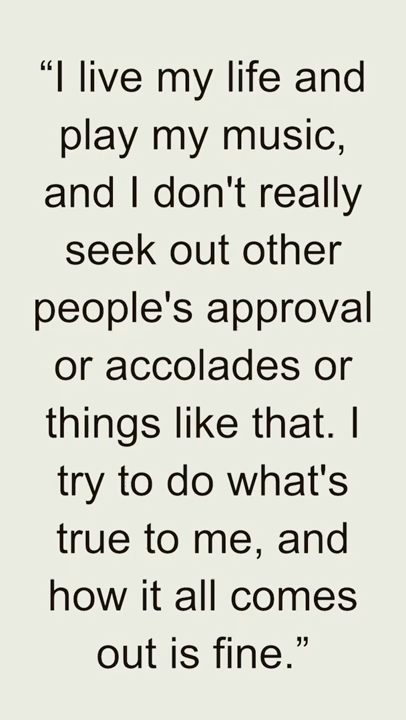 “I live my life and
play my music,
and I don't really
seek out other
people's approval
or accolades or
things like that. I
try to do what's
true to me, and
how it all comes
out is fine.”